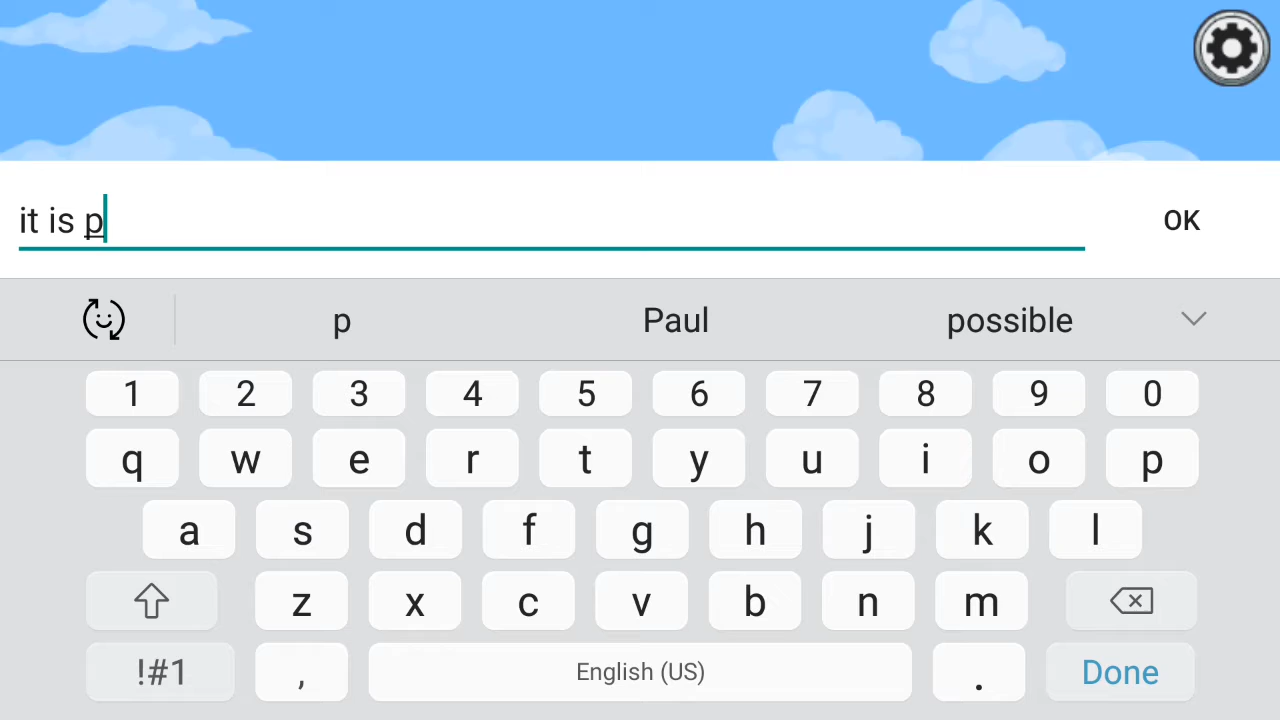 it is p
OK
p Paul possible
1 2 3 4 5 6 7 8 9 0
q w e r t y u i o p
a s d f g h j k l
z x c v b n m
!#1 , English (US) . Done